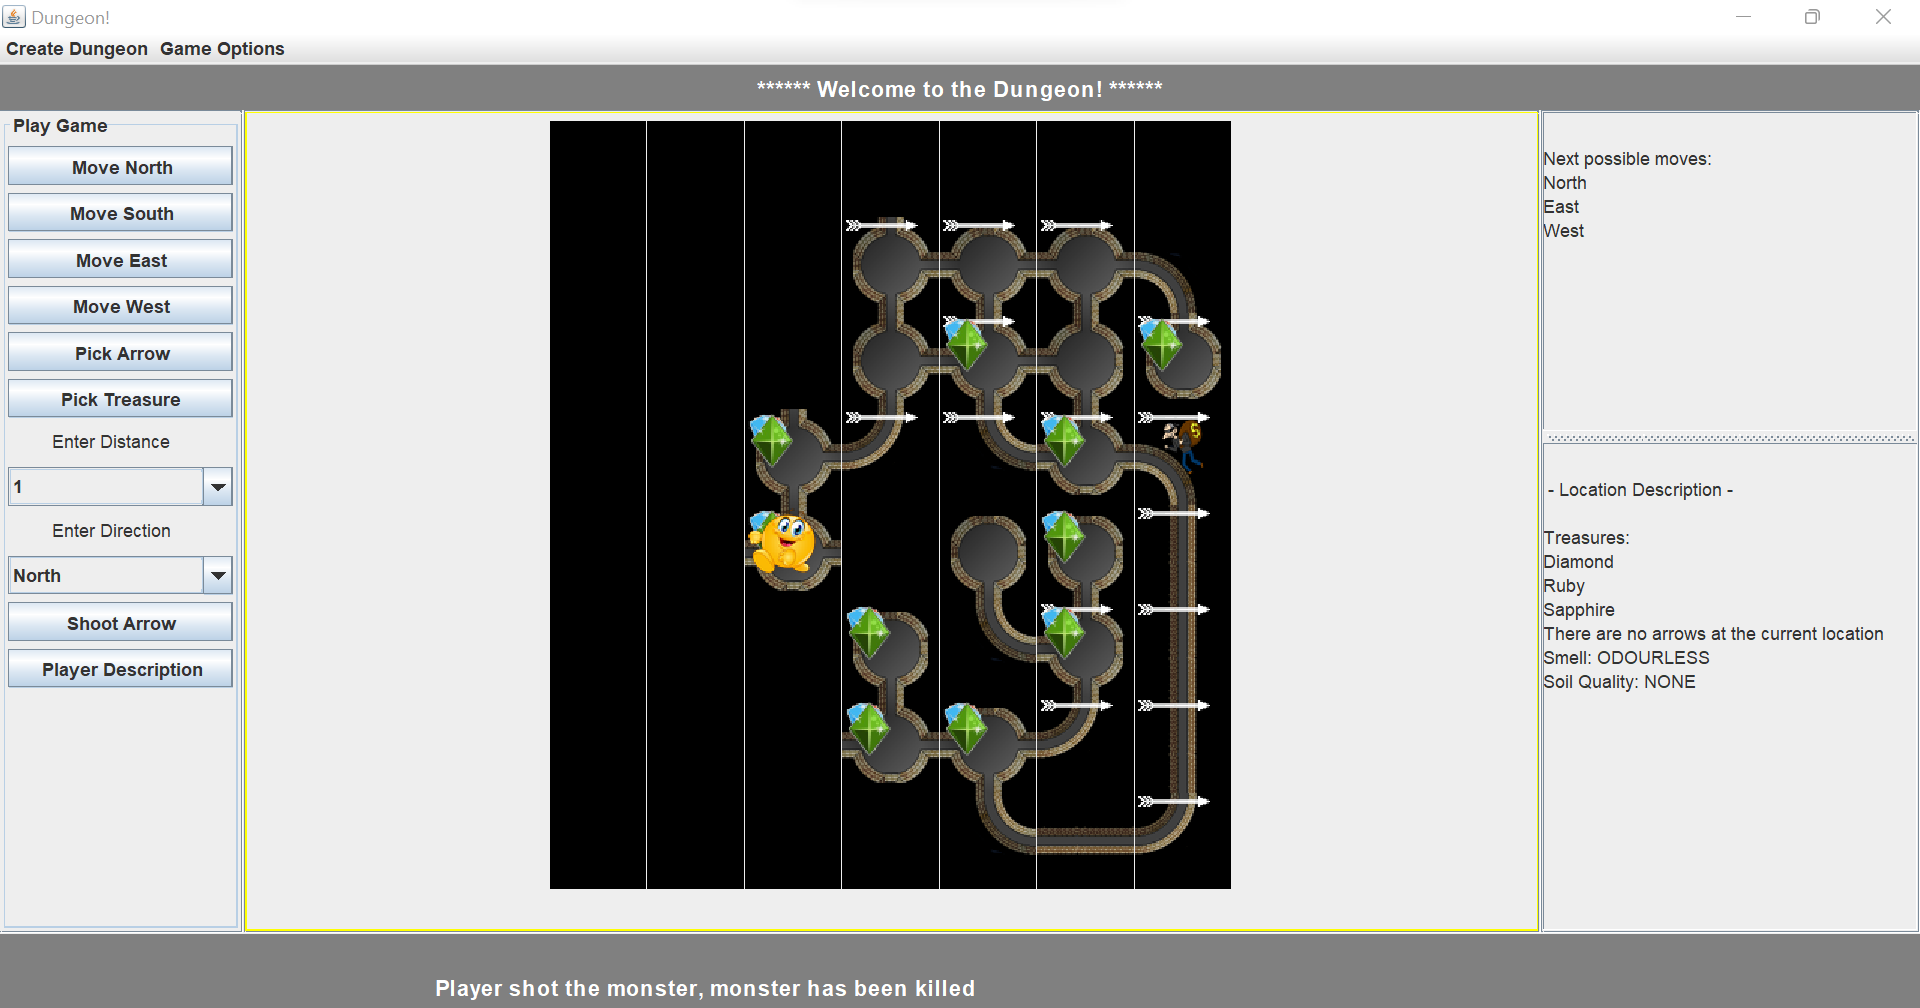 Dungeon!
Create Dungeon Game Options
****** Welcome to the Dungeon! ******
Play Game
Move North
Move South
Move East
Move West
Pick Arrow
Pick Treasure
Enter Distance
1
Enter Direction
North
Shoot Arrow
Player Description
Next possible moves:
North
East
West
- Location Description -
Treasures:
Diamond
Ruby
Sapphire
There are no arrows at the current location
Smell: ODOURLESS
Soil Quality: NONE
Player shot the monster, monster has been killed